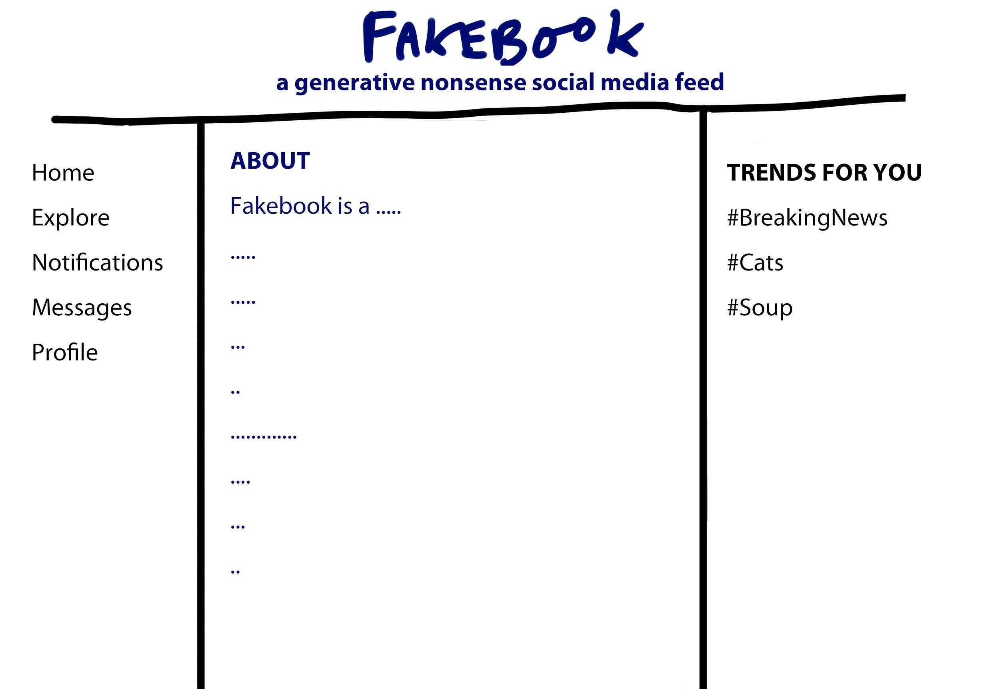 FAKEBOOK
a generative nonsense social media feed
Home
Explore
Notifications
Messages
Profile
ABOUT
Fakebook is a .....
.....
.....
...
..
.............
....
...
..
TRENDS FOR YOU
#BreakingNews
#Cats
#Soup